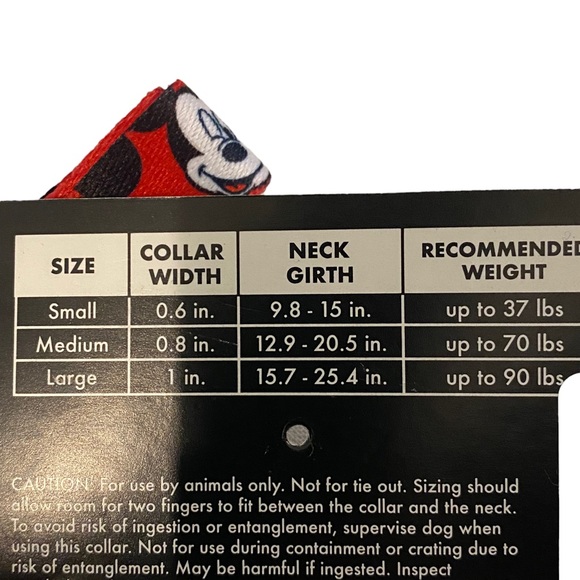 SIZE COLLAR WIDTH NECK GIRTH RECOMMENDED WEIGHT
Small 0.6 in. 9.8 - 15 in. up to 37 lbs
Medium 0.8 in. 12.9 - 20.5 in. up to 70 lbs
Large 1 in. 15.7 - 25.4 in. up to 90 lbs
CAUTION: For use by animals only. Not for tie out. Sizing should
allow room for two fingers to fit between the collar and the neck.
To avoid risk of ingestion or entanglement, supervise dog when
using this collar. Not for use during containment or crating due to
risk of entanglement. May be harmful if ingested. Inspect